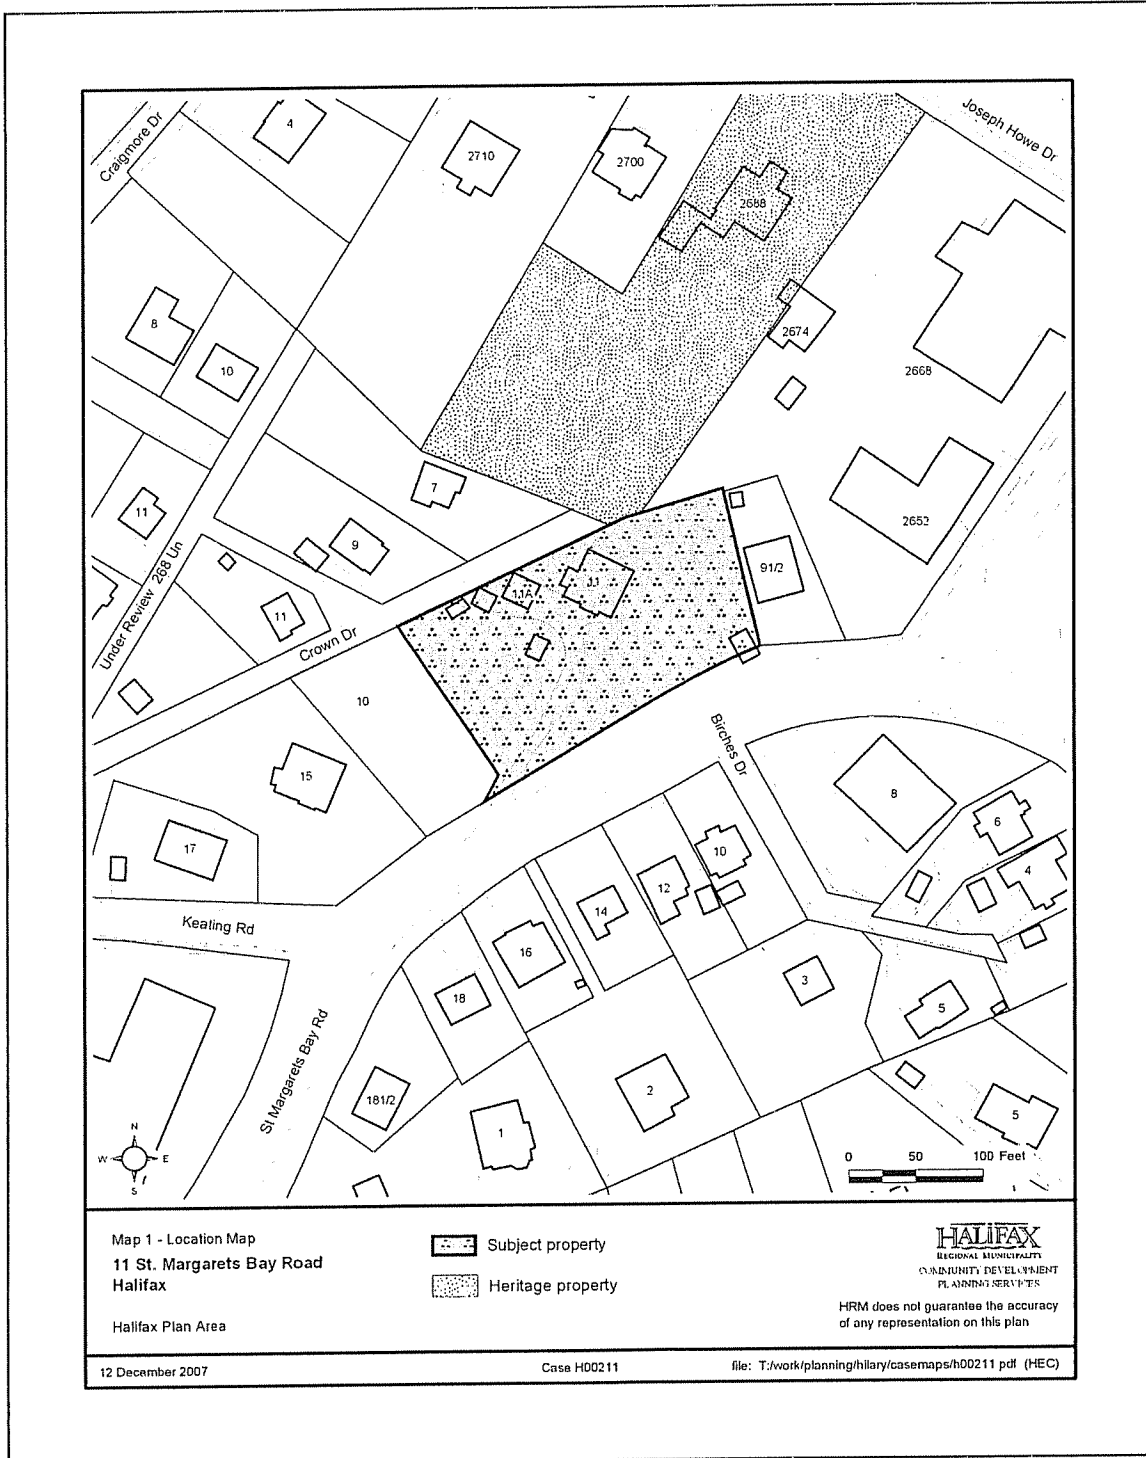 Craigmore Dr
4
2710
2700
2688
Joseph Howe Dr
8
10
2674
2668
11
7
9
2652
91/2
11
11A
11
Under Review 268 Un
Crown Dr
10
Birches Dr
15
8
6
4
17
10
12
14
16
Keating Rd
18
3
5
St Margarets Bay Rd
181/2
2
1
5
N
W E
S
0 50 100 Feet
Map 1 - Location Map
11 St. Margarets Bay Road
Halifax
Halifax Plan Area
Subject property
Heritage property
HALIFAX
REGIONAL MUNICIPALITY
COMMUNITY DEVELOPMENT
PLANNING SERVICES
HRM does not guarantee the accuracy
of any representation on this plan
12 December 2007
Case H00211
file: T:/work/planning/hilary/casemaps/h00211 pdf (HEC)